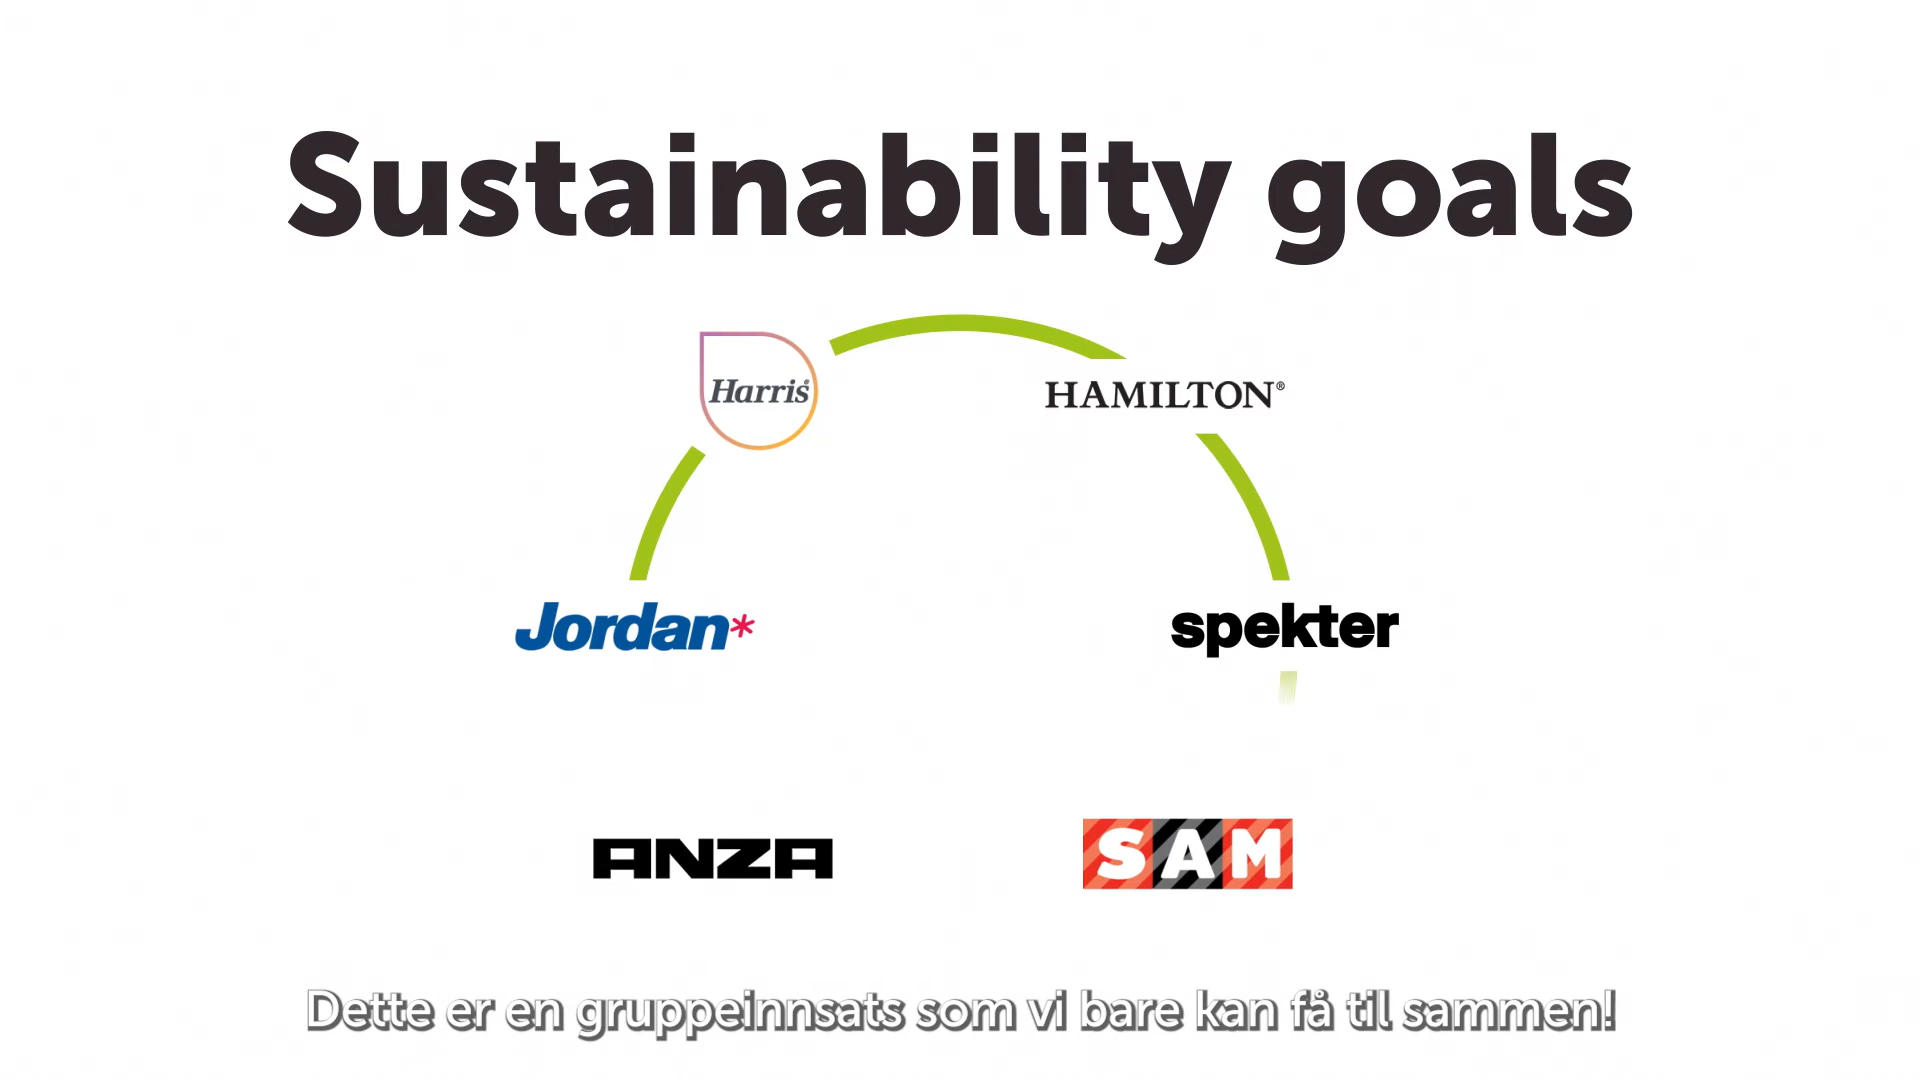 Sustainability goals
Harris®
HAMILTON®
Jordan*
spekter
ANZA
SAM
Dette er en gruppeinnsats som vi bare kan få til sammen!